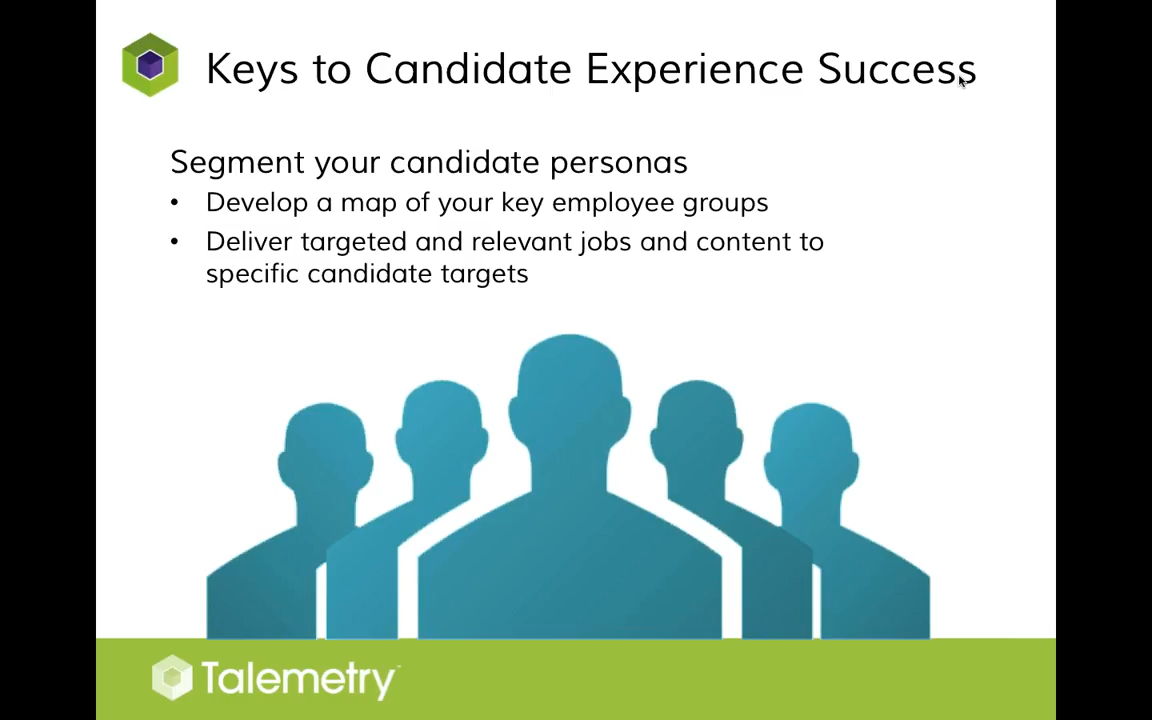 Keys to Candidate Experience Success
Segment your candidate personas
• Develop a map of your key employee groups
• Deliver targeted and relevant jobs and content to
specific candidate targets
Talemetry